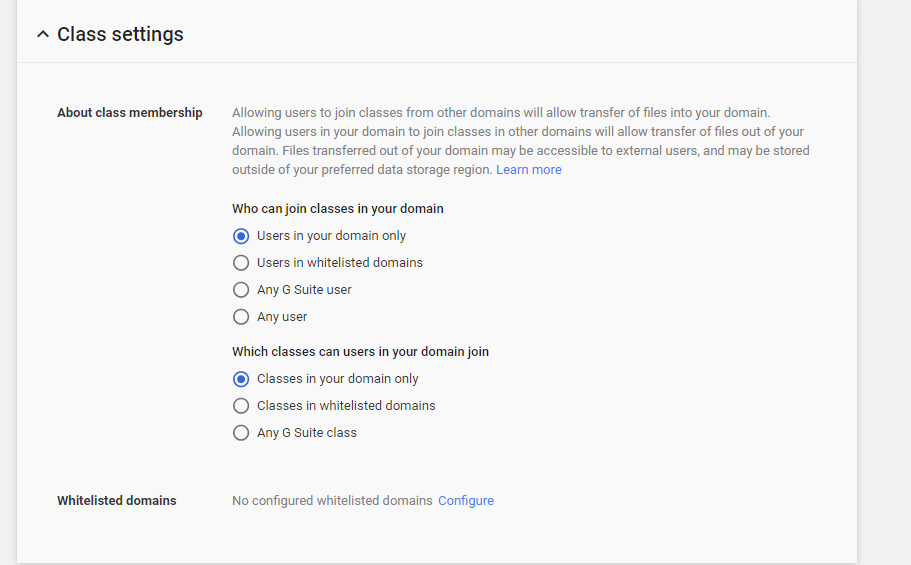 Class settings
About class membership
Allowing users to join classes from other domains will allow transfer of files into your domain.
Allowing users in your domain to join classes in other domains will allow transfer of files out of your
domain. Files transferred out of your domain may be accessible to external users, and may be stored
outside of your preferred data storage region. Learn more
Who can join classes in your domain
Users in your domain only
Users in whitelisted domains
Any G Suite user
Any user
Which classes can users in your domain join
Classes in your domain only
Classes in whitelisted domains
Any G Suite class
Whitelisted domains
No configured whitelisted domains Configure